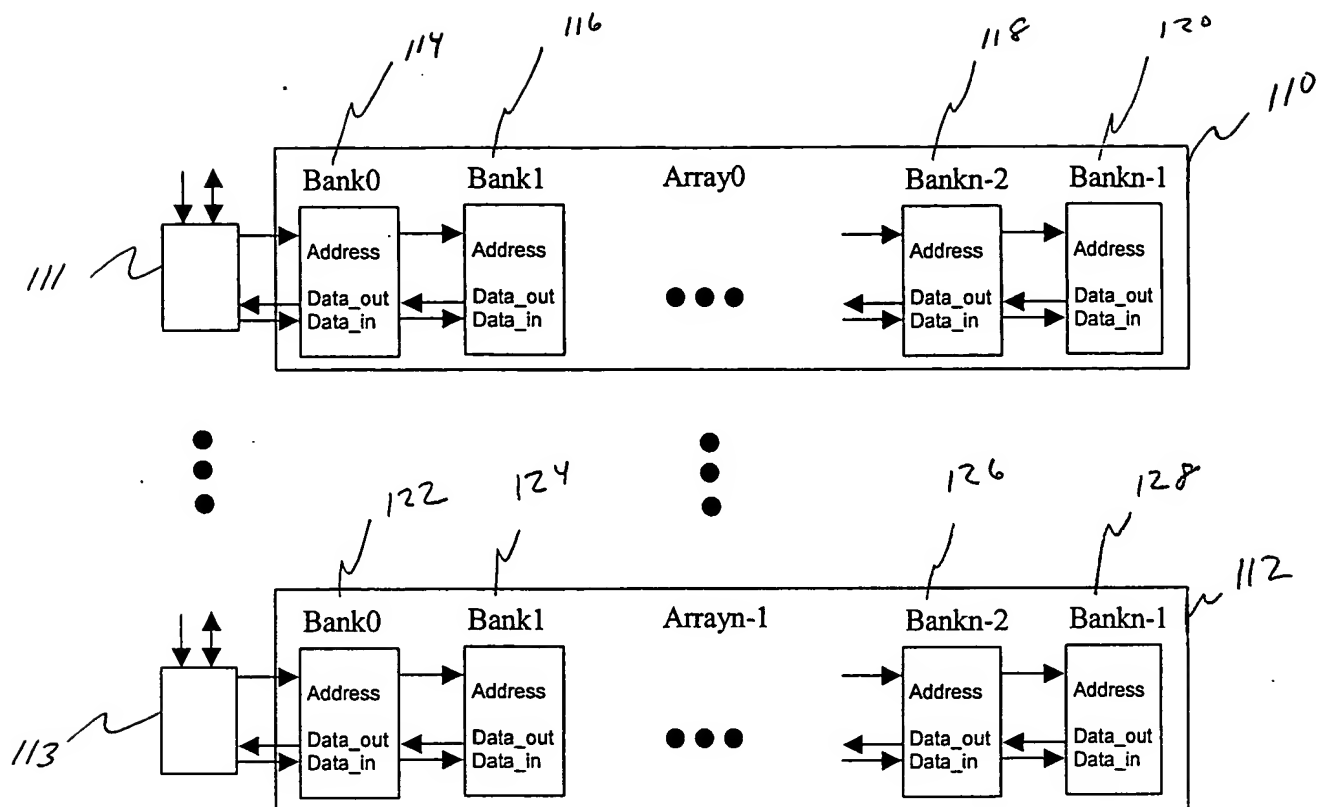 114 116 118 120
110
Bank0 Bank1 Array0 Bankn-2 Bankn-1
111
Address Address Address Address
Data_out Data_out Data_out Data_out
Data_in Data_in Data_in Data_in
122 124 126 128
112
Bank0 Bank1 Arrayn-1 Bankn-2 Bankn-1
Address Address Address Address
113
Data_out Data_out Data_out Data_out
Data_in Data_in Data_in Data_in